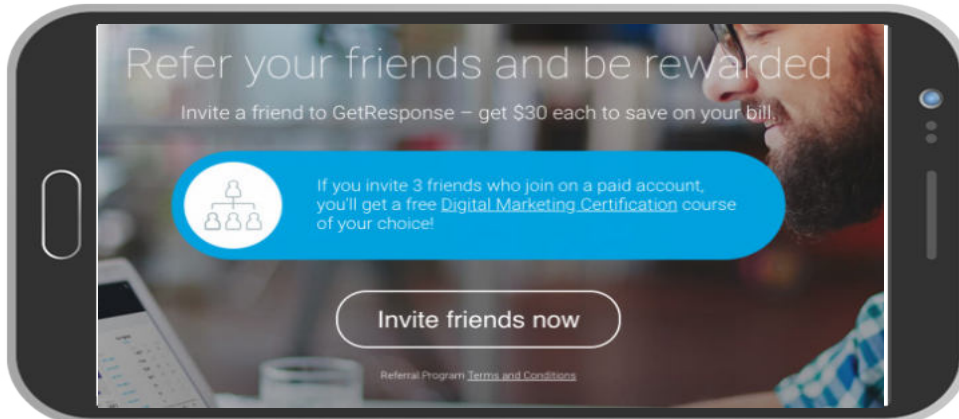 Refer your friends and be rewarded
Invite a friend to GetResponse – get $30 each to save on your bill.
If you invite 3 friends who join on a paid account,
you'll get a free Digital Marketing Certification course
of your choice!
Invite friends now
Referral Program Terms and Conditions